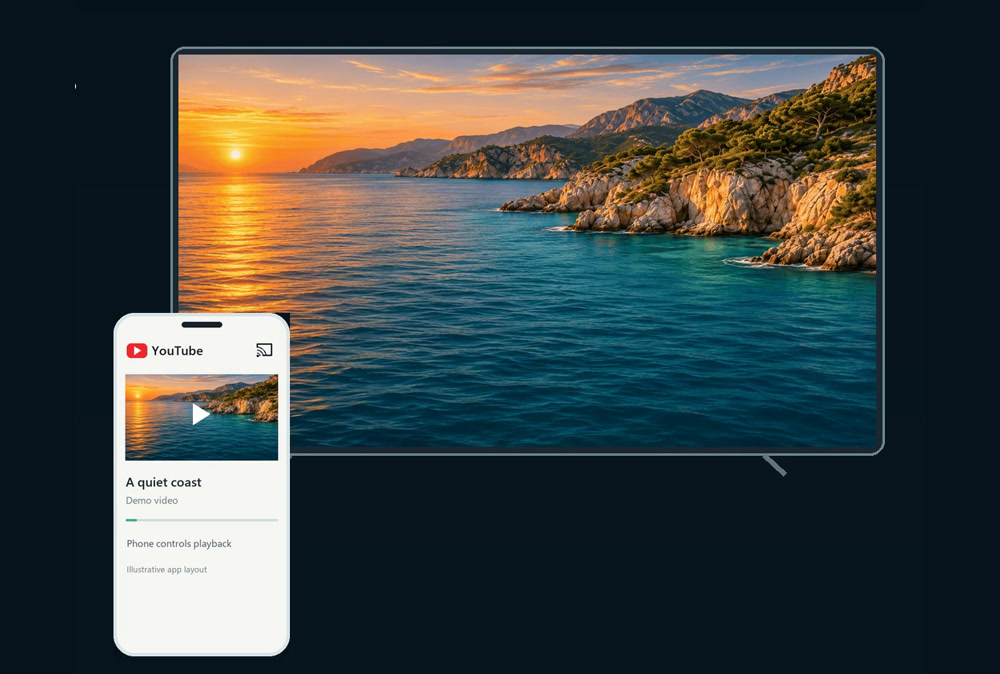 YouTube
A quiet coast
Demo video
Phone controls playback
Illustrative app layout